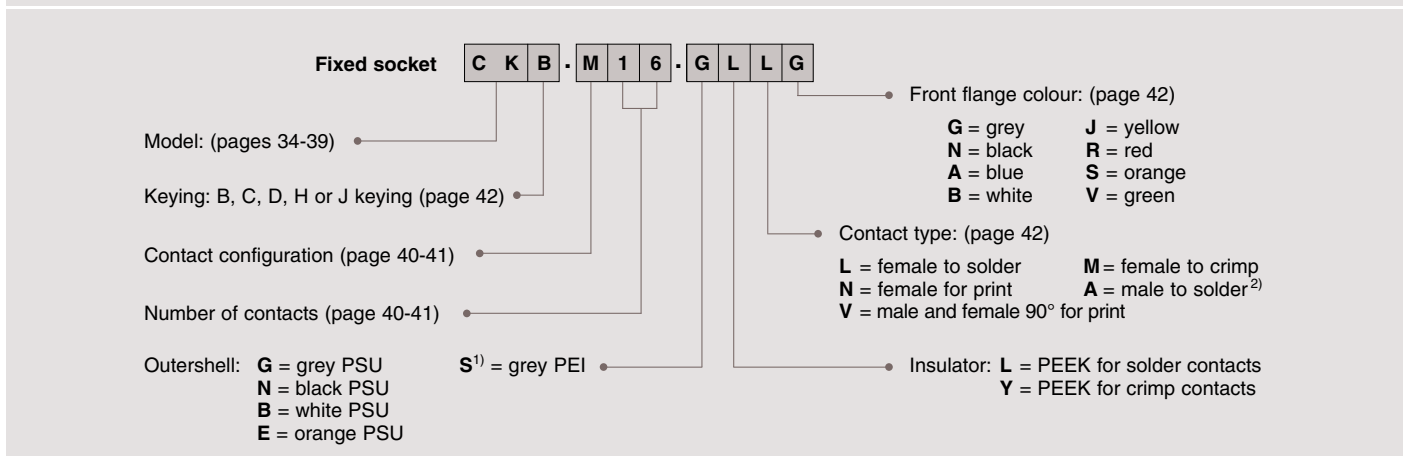 Fixed socket C K B . M 1 6 . G L L G
Front flange colour: (page 42)
G = grey J = yellow
N = black R = red
A = blue S = orange
B = white V = green
Model: (pages 34-39)
Keying: B, C, D, H or J keying (page 42)
Contact type: (page 42)
L = female to solder M = female to crimp
N = female for print A = male to solder 2)
V = male and female 90° for print
Contact configuration (page 40-41)
Number of contacts (page 40-41)
Outershell: G = grey PSU S 1) = grey PEI
N = black PSU
B = white PSU
E = orange PSU
Insulator: L = PEEK for solder contacts
Y = PEEK for crimp contacts